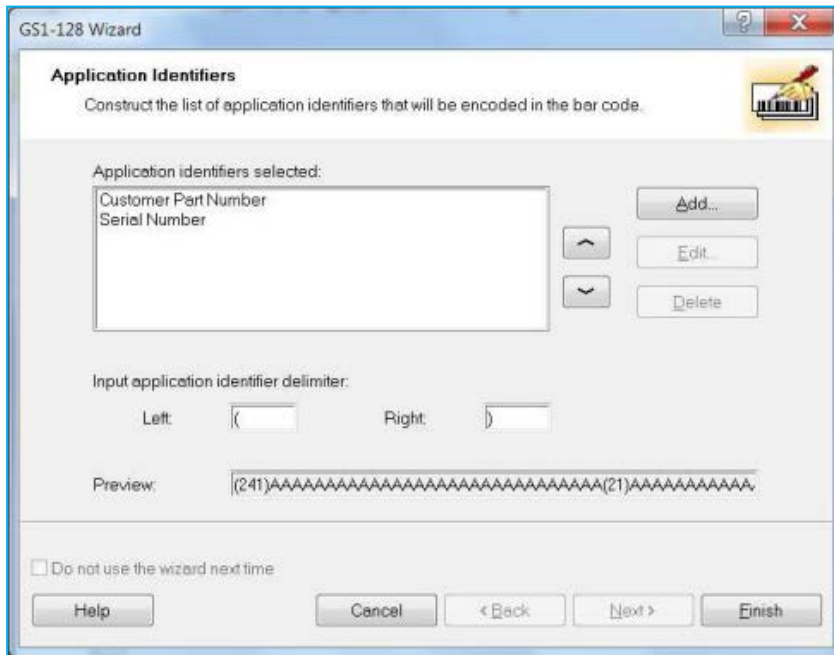 GS1-128 Wizard
Application Identifiers
Construct the list of application identifiers that will be encoded in the bar code.
Application identifiers selected:
Customer Part Number
Serial Number
Add...
Edit...
Delete
Input application identifier delimiter:
Left: (
Right: )
Preview: (241)AAAAAAAAAAAAAAAAAAAAAAAAAAAAAA(21)AAAAAAAAAAA
Do not use the wizard next time
Help
Cancel
< Back
Next >
Finish